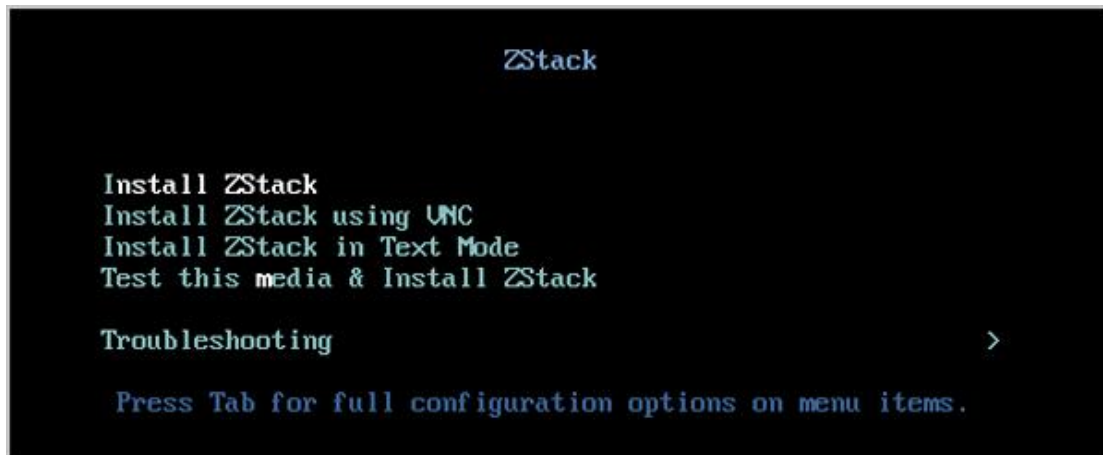 ZStack
Install ZStack
Install ZStack using VNC
Install ZStack in Text Mode
Test this media & Install ZStack
Troubleshooting >
Press Tab for full configuration options on menu items.